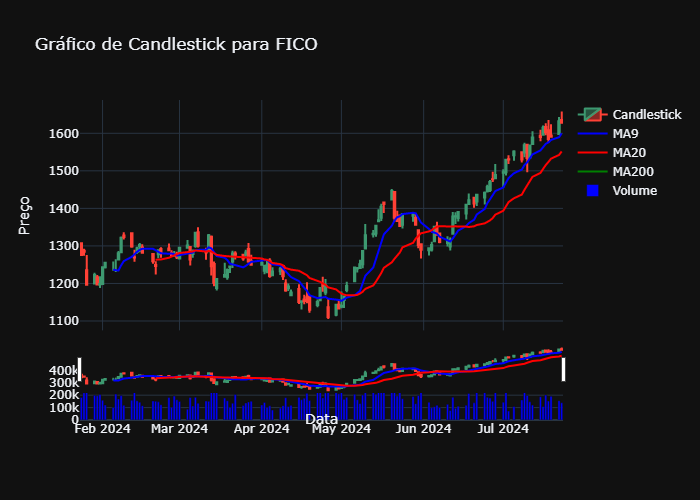 Gráfico de Candlestick para FICO
Candlestick
MA9
MA20
MA200
Volume
Preço
1600
1500
1400
1300
1200
1100
400k
300k
200k
100k
0
Data
Feb 2024 Mar 2024 Apr 2024 May 2024 Jun 2024 Jul 2024